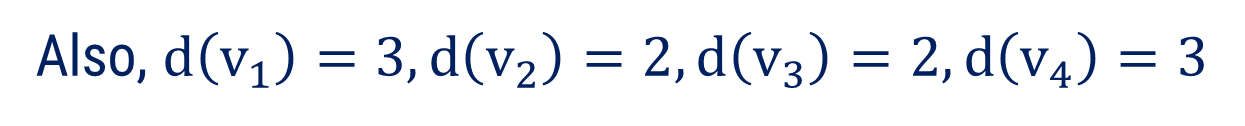 Also, d(v₁) = 3, d(v₂) = 2, d(v₃) = 2, d(v₄) = 3